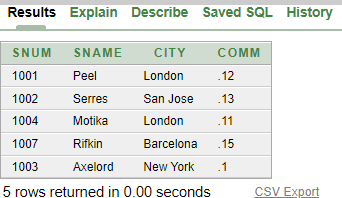 Results Explain Describe Saved SQL History
SNUM SNAME CITY COMM
1001 Peel London .12
1002 Serres San Jose .13
1004 Motika London .11
1007 Rifkin Barcelona .15
1003 Axelord New York .1
5 rows returned in 0.00 seconds CSV Export